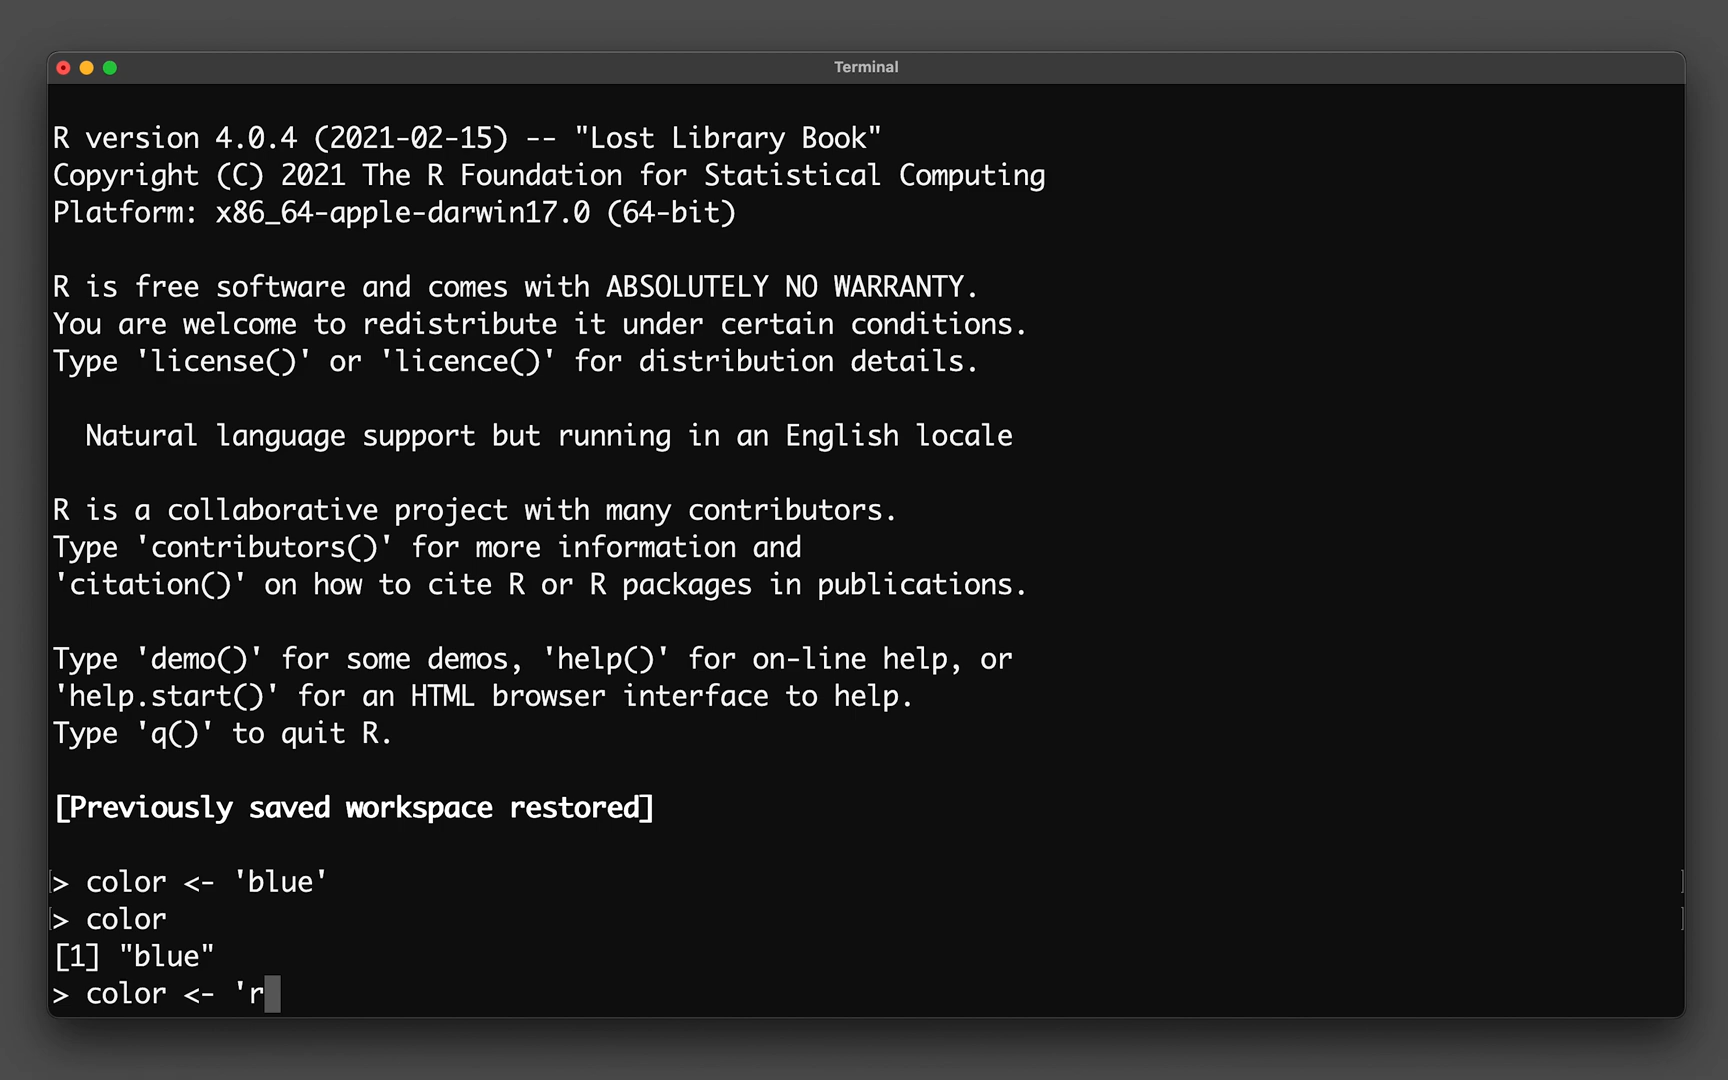 Terminal
R version 4.0.4 (2021-02-15) -- "Lost Library Book"
Copyright (C) 2021 The R Foundation for Statistical Computing
Platform: x86_64-apple-darwin17.0 (64-bit)
R is free software and comes with ABSOLUTELY NO WARRANTY.
You are welcome to redistribute it under certain conditions.
Type 'license()' or 'licence()' for distribution details.
Natural language support but running in an English locale
R is a collaborative project with many contributors.
Type 'contributors()' for more information and
'citation()' on how to cite R or R packages in publications.
Type 'demo()' for some demos, 'help()' for on-line help, or
'help.start()' for an HTML browser interface to help.
Type 'q()' to quit R.
[Previously saved workspace restored]
> color <- 'blue'
> color
[1] "blue"
> color <- 'r